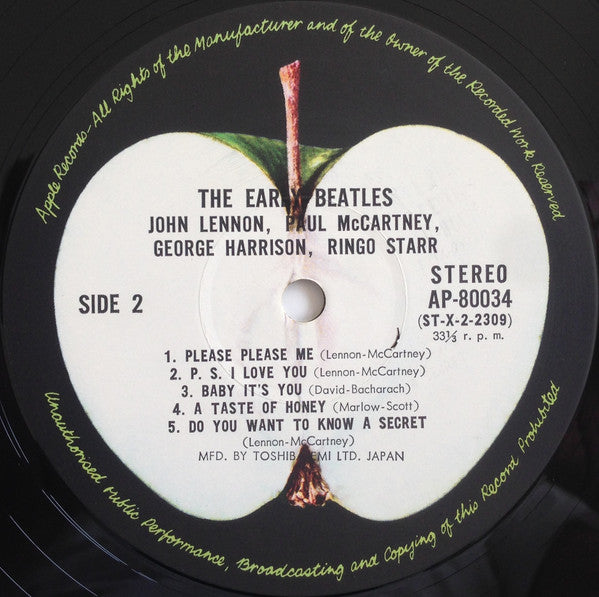 Apple Records-All Rights of the Manufacturer and of the Owner of the Recorded Work Reserved
THE EARLY BEATLES
JOHN LENNON, PAUL McCARTNEY,
GEORGE HARRISON, RINGO STARR
STEREO
SIDE 2
AP-80034
(ST-X-2-2309)
33⅓ r. p. m.
1. PLEASE PLEASE ME (Lennon-McCartney)
2. P. S. I LOVE YOU (Lennon-McCartney)
3. BABY IT'S YOU (David-Bacharach)
4. A TASTE OF HONEY (Marlow-Scott)
5. DO YOU WANT TO KNOW A SECRET
(Lennon-McCartney)
MFD. BY TOSHIBA EMI LTD. JAPAN
Unauthorised Public Performance, Broadcasting and Copying of this Record Prohibited